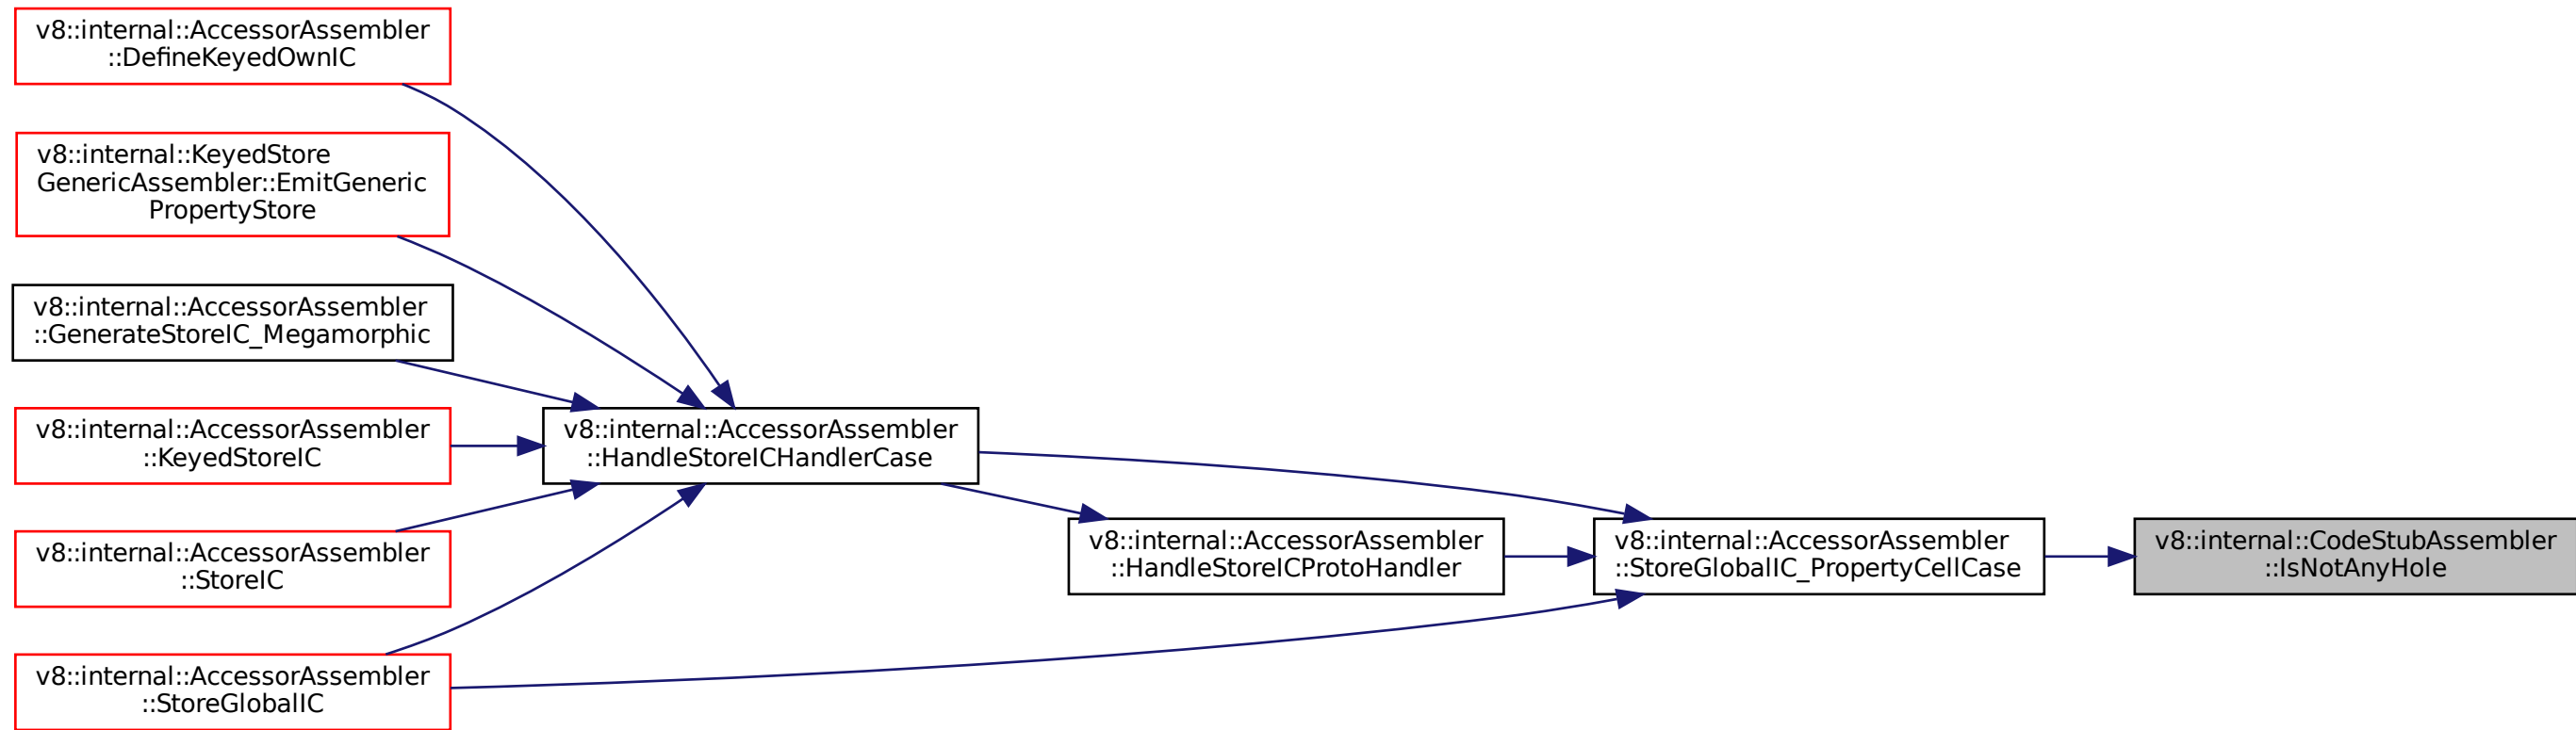 v8::internal::AccessorAssembler
::DefineKeyedOwnIC
v8::internal::KeyedStore
GenericAssembler::EmitGeneric
PropertyStore
v8::internal::AccessorAssembler
::GenerateStoreIC_Megamorphic
v8::internal::AccessorAssembler
::KeyedStoreIC
v8::internal::AccessorAssembler
::StoreIC
v8::internal::AccessorAssembler
::StoreGlobalIC
v8::internal::AccessorAssembler
::HandleStoreICHandlerCase
v8::internal::AccessorAssembler
::HandleStoreICProtoHandler
v8::internal::AccessorAssembler
::StoreGlobalIC_PropertyCellCase
v8::internal::CodeStubAssembler
::IsNotAnyHole